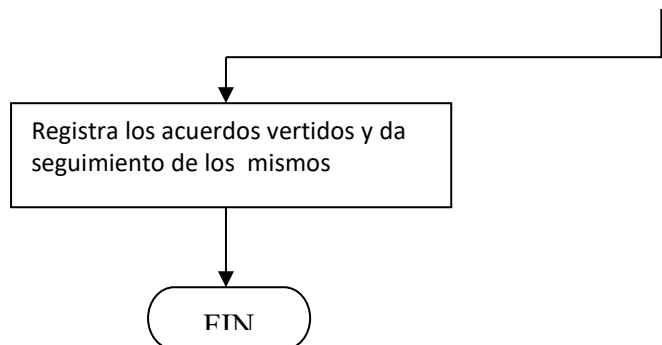 Registra los acuerdos vertidos y da
seguimiento de los mismos
FIN